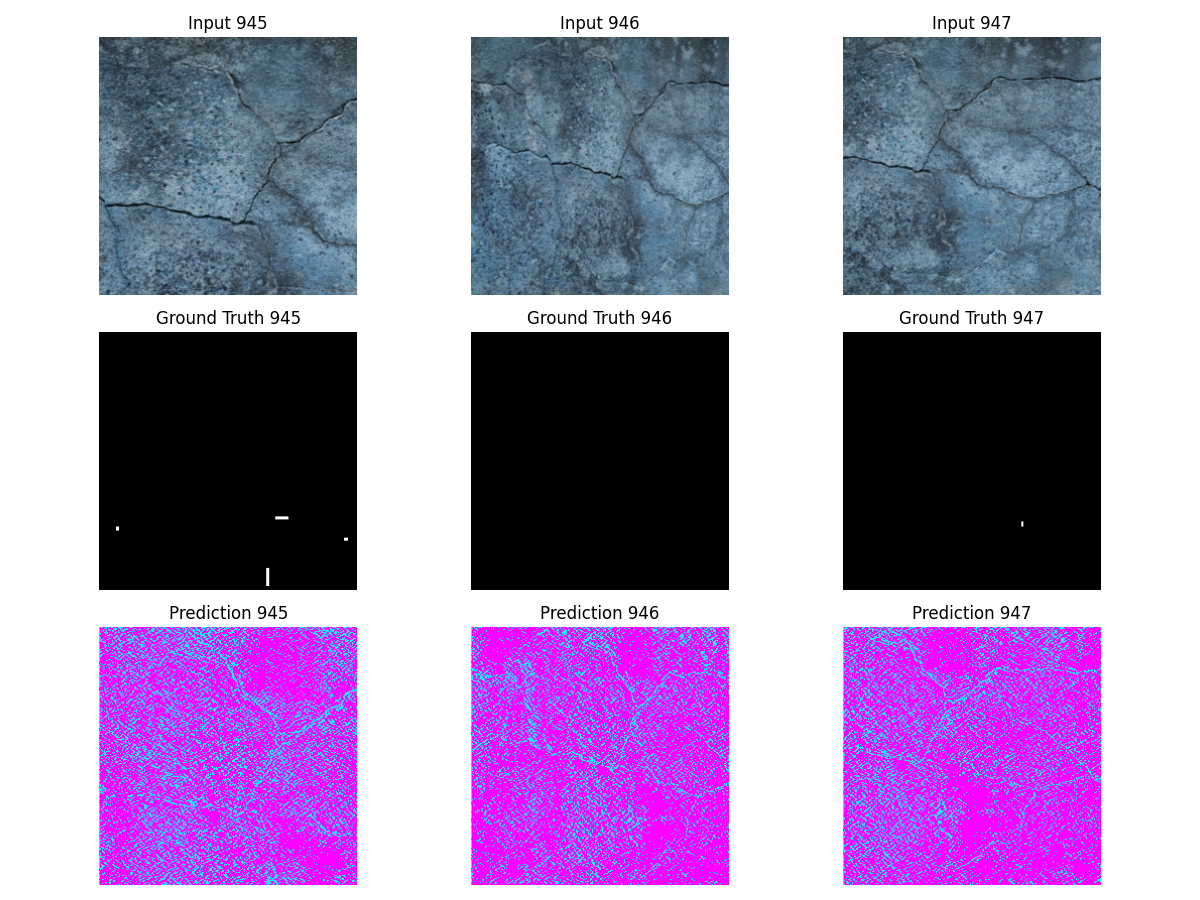 Input 945
Input 946
Input 947
Ground Truth 945
Ground Truth 946
Ground Truth 947
Prediction 945
Prediction 946
Prediction 947